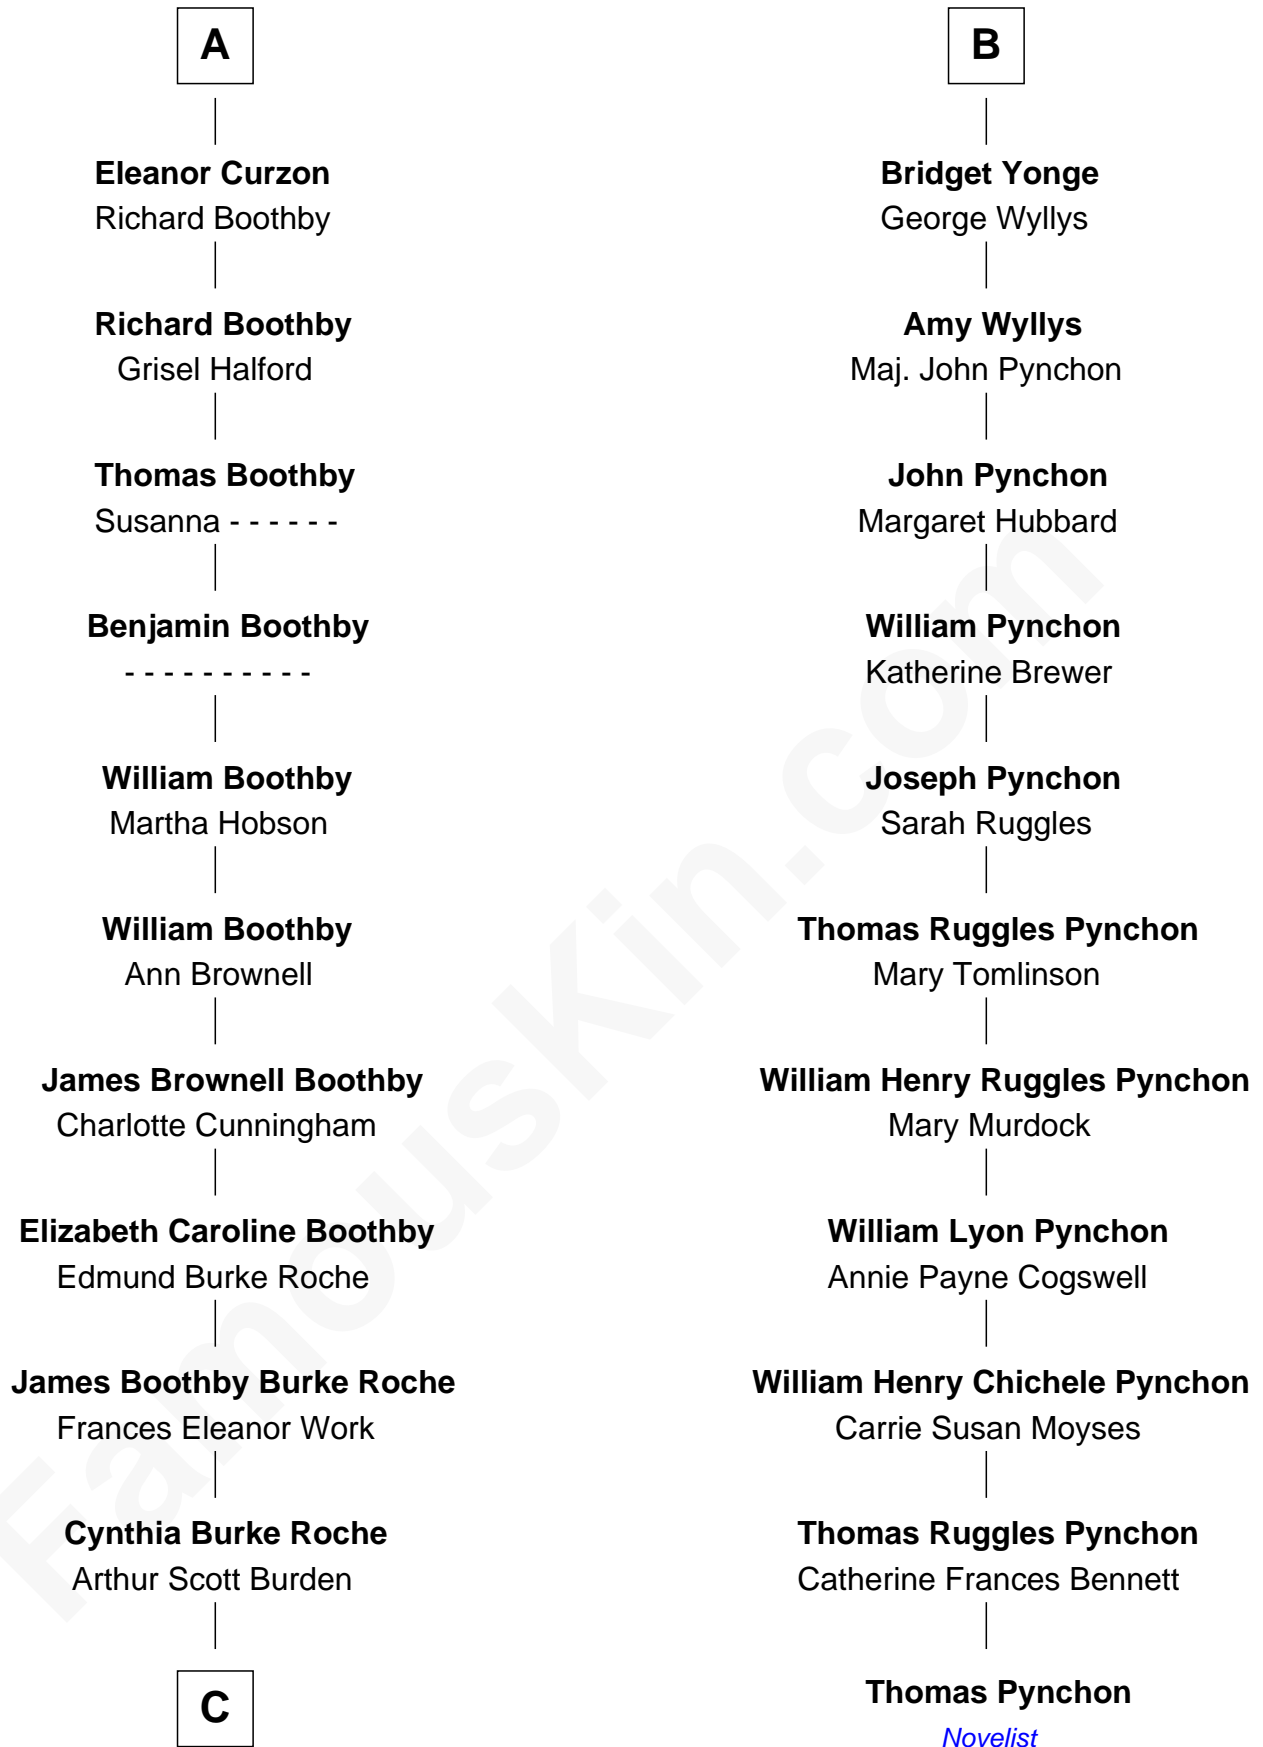 A
Eleanor Curzon
Richard Boothby
Richard Boothby
Grisel Halford
Thomas Boothby
Susanna - - - - - -
Benjamin Boothby
- - - - - - - - - -
William Boothby
Martha Hobson
William Boothby
Ann Brownell
James Brownell Boothby
Charlotte Cunningham
Elizabeth Caroline Boothby
Edmund Burke Roche
James Boothby Burke Roche
Frances Eleanor Work
Cynthia Burke Roche
Arthur Scott Burden
C
B
Bridget Yonge
George Wyllys
Amy Wyllys
Maj. John Pynchon
John Pynchon
Margaret Hubbard
William Pynchon
Katherine Brewer
Joseph Pynchon
Sarah Ruggles
Thomas Ruggles Pynchon
Mary Tomlinson
William Henry Ruggles Pynchon
Mary Murdock
William Lyon Pynchon
Annie Payne Cogswell
William Henry Chichele Pynchon
Carrie Susan Moyses
Thomas Ruggles Pynchon
Catherine Frances Bennett
Thomas Pynchon
Novelist
FamousKin.com